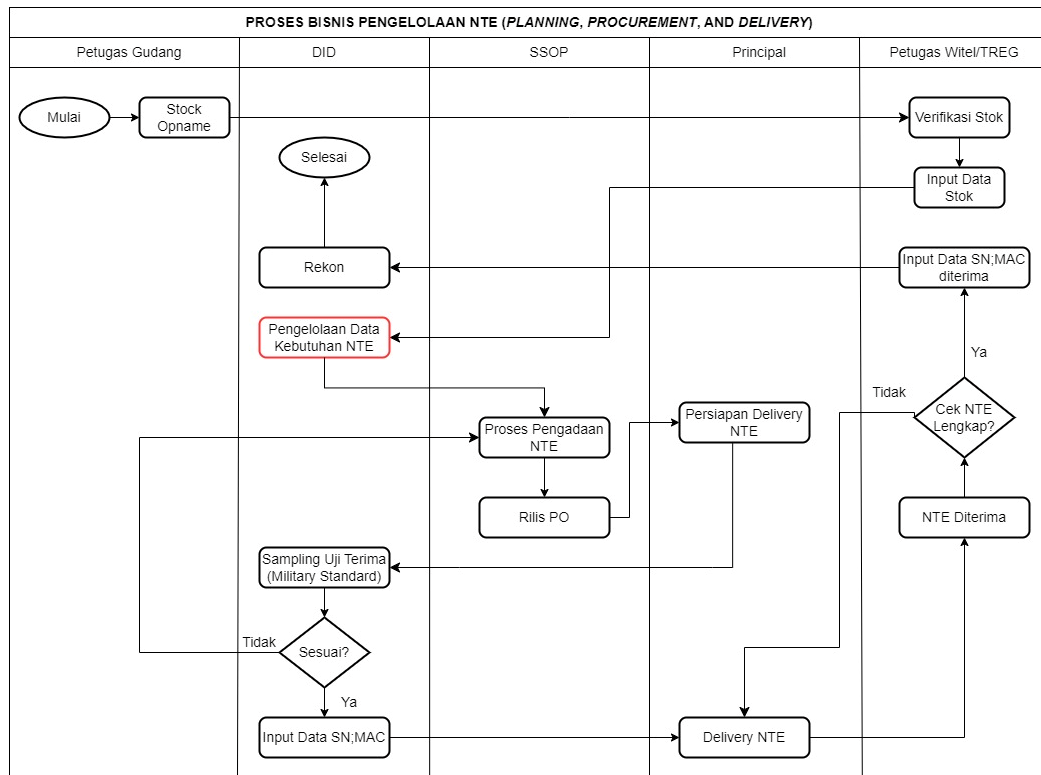 PROSES BISNIS PENGELOLAAN NTE (PLANNING, PROCUREMENT, AND DELIVERY)
Petugas Gudang
DID
SSOP
Principal
Petugas Witel/TREG
Mulai
Stock
Opname
Verifikasi Stok
Selesai
Input Data
Stok
Rekon
Input Data SN;MAC
diterima
Pengelolaan Data
Kebutuhan NTE
Ya
Tidak
Cek NTE
Lengkap?
Persiapan Delivery
NTE
Proses Pengadaan
NTE
Rilis PO
NTE Diterima
Sampling Uji Terima
(Military Standard)
Tidak
Sesuai?
Ya
Input Data SN;MAC
Delivery NTE